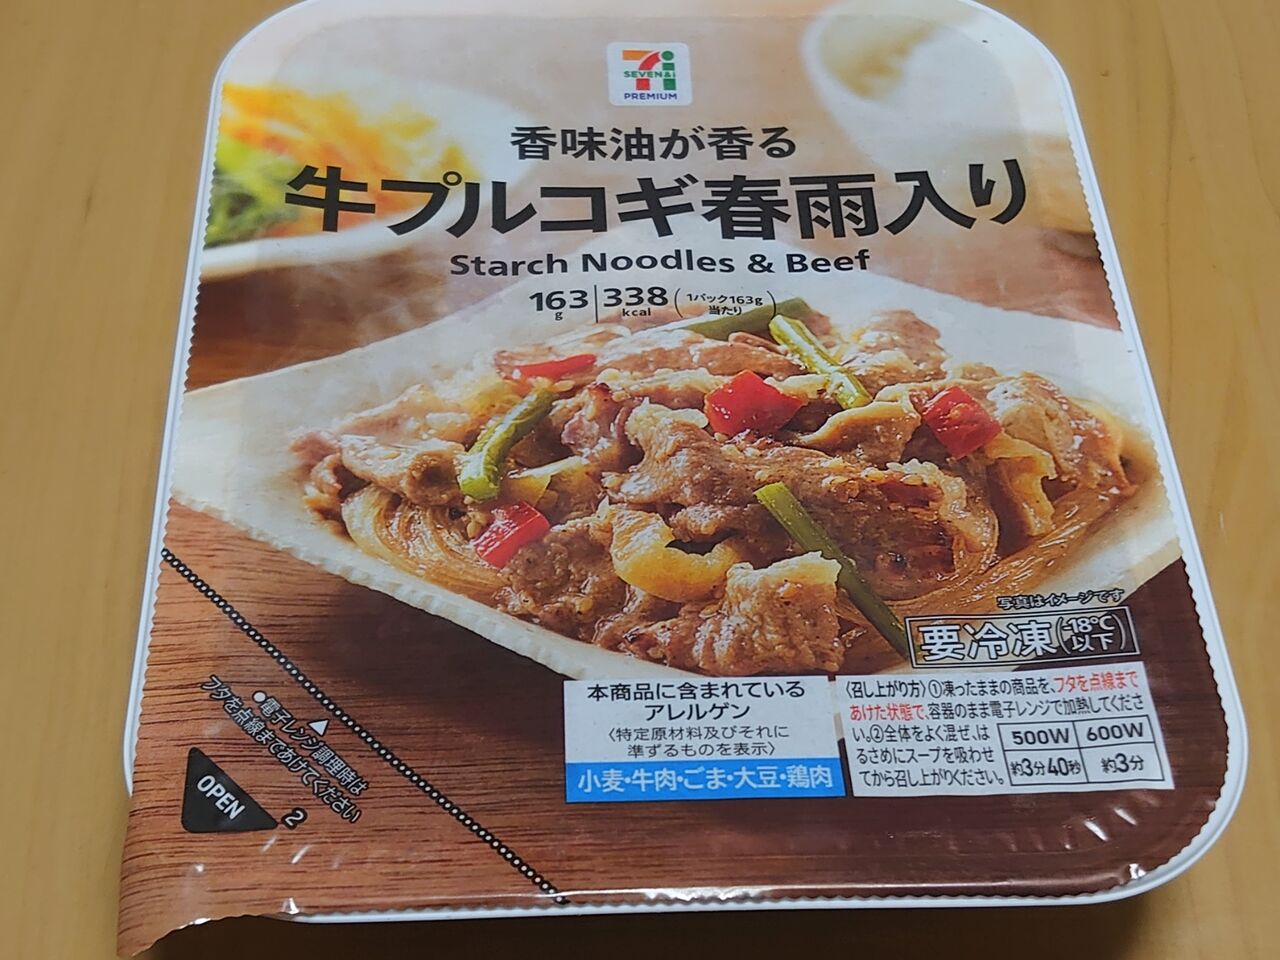 SEVEN&i
PREMIUM
香味油が香る
牛プルコギ春雨入り
Starch Noodles & Beef
163g 338kcal (1パック163g当たり)
写真はイメージです
要冷凍(-18℃以下)
本商品に含まれている
アレルゲン
〈特定原材料及びそれに
準ずるものを表示〉
小麦・牛肉・ごま・大豆・鶏肉
〈召し上がり方〉①凍ったままの商品を、フタを点線まで
あけた状態で、容器のまま電子レンジで加熱してくださ
い。②全体をよく混ぜ、は
るさめにスープを吸わせ
てから召し上がりください。
500W 600W
約3分40秒 約3分
●電子レンジ調理時は
フタを点線まであけてください
OPEN
2